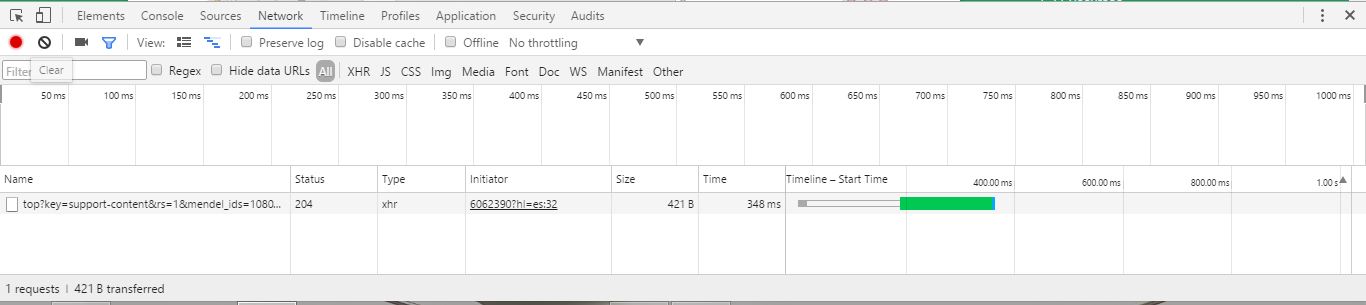 Elements Console Sources Network Timeline Profiles Application Security Audits
View: Preserve log Disable cache Offline No throttling
Filter Clear Regex Hide data URLs All XHR JS CSS Img Media Font Doc WS Manifest Other
50 ms 100 ms 150 ms 200 ms 250 ms 300 ms 350 ms 400 ms 450 ms 500 ms 550 ms 600 ms 650 ms 700 ms 750 ms 800 ms 850 ms 900 ms 950 ms 1000 ms
Name Status Type Initiator Size Time Timeline – Start Time 400.00 ms 600.00 ms 800.00 ms 1.00 s
top?key=support-content&rs=1&mendel_ids=1080... 204 xhr 6062390?hl=es:32 421 B 348 ms
1 requests | 421 B transferred